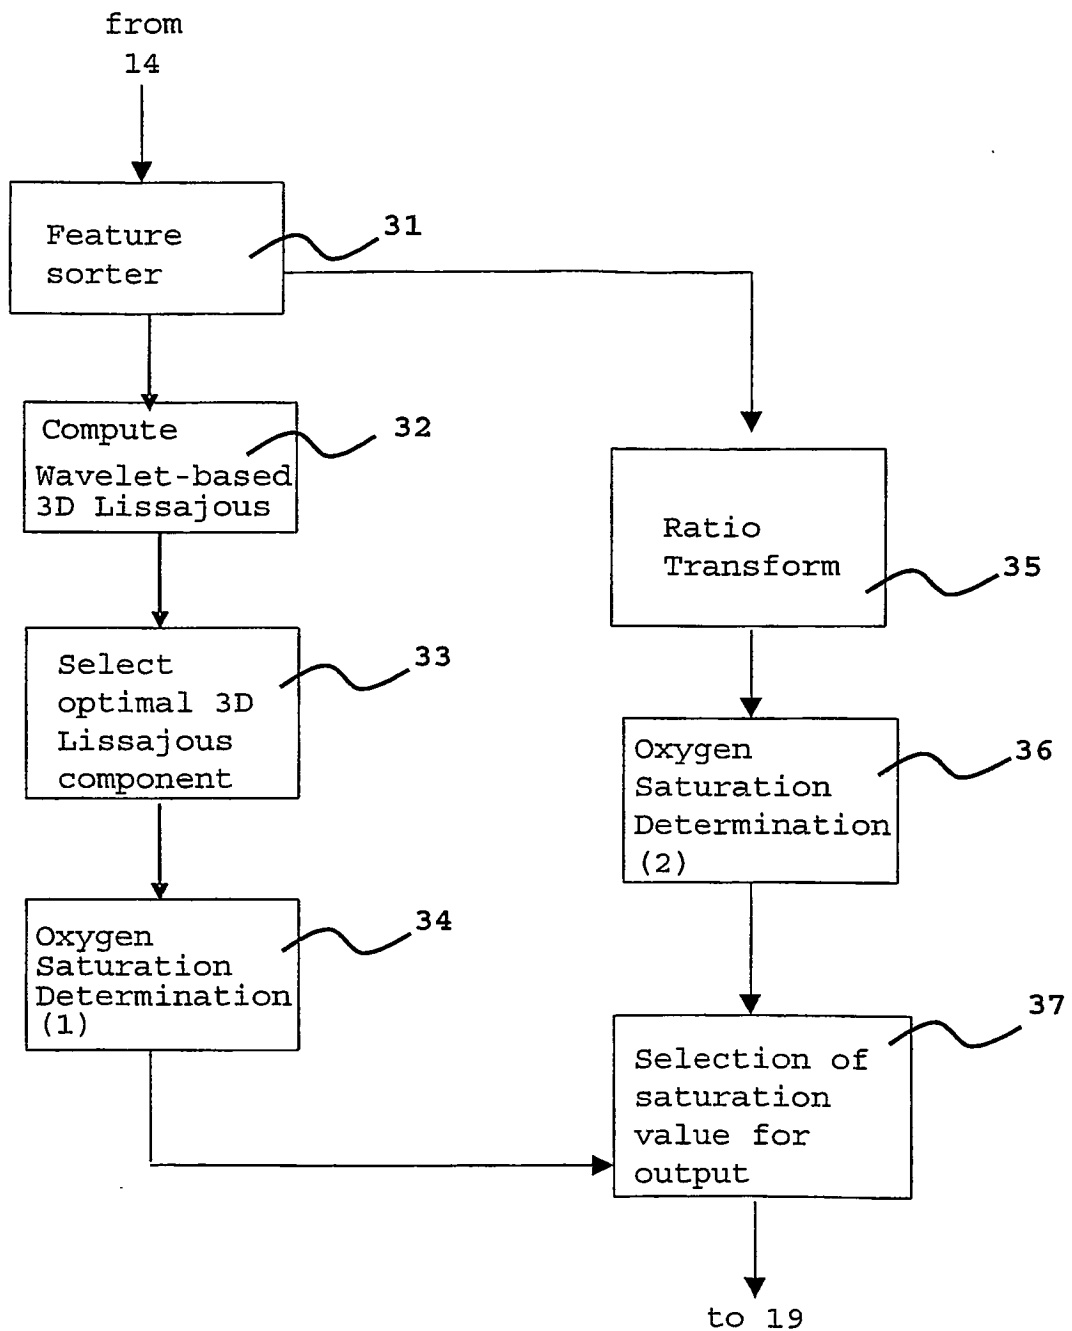 from
14
Feature
sorter
31
Compute
Wavelet-based
3D Lissajous
32
Select
optimal 3D
Lissajous
component
33
Oxygen
Saturation
Determination
(1)
34
Ratio
Transform
35
Oxygen
Saturation
Determination
(2)
36
Selection of
saturation
value for
output
37
to 19